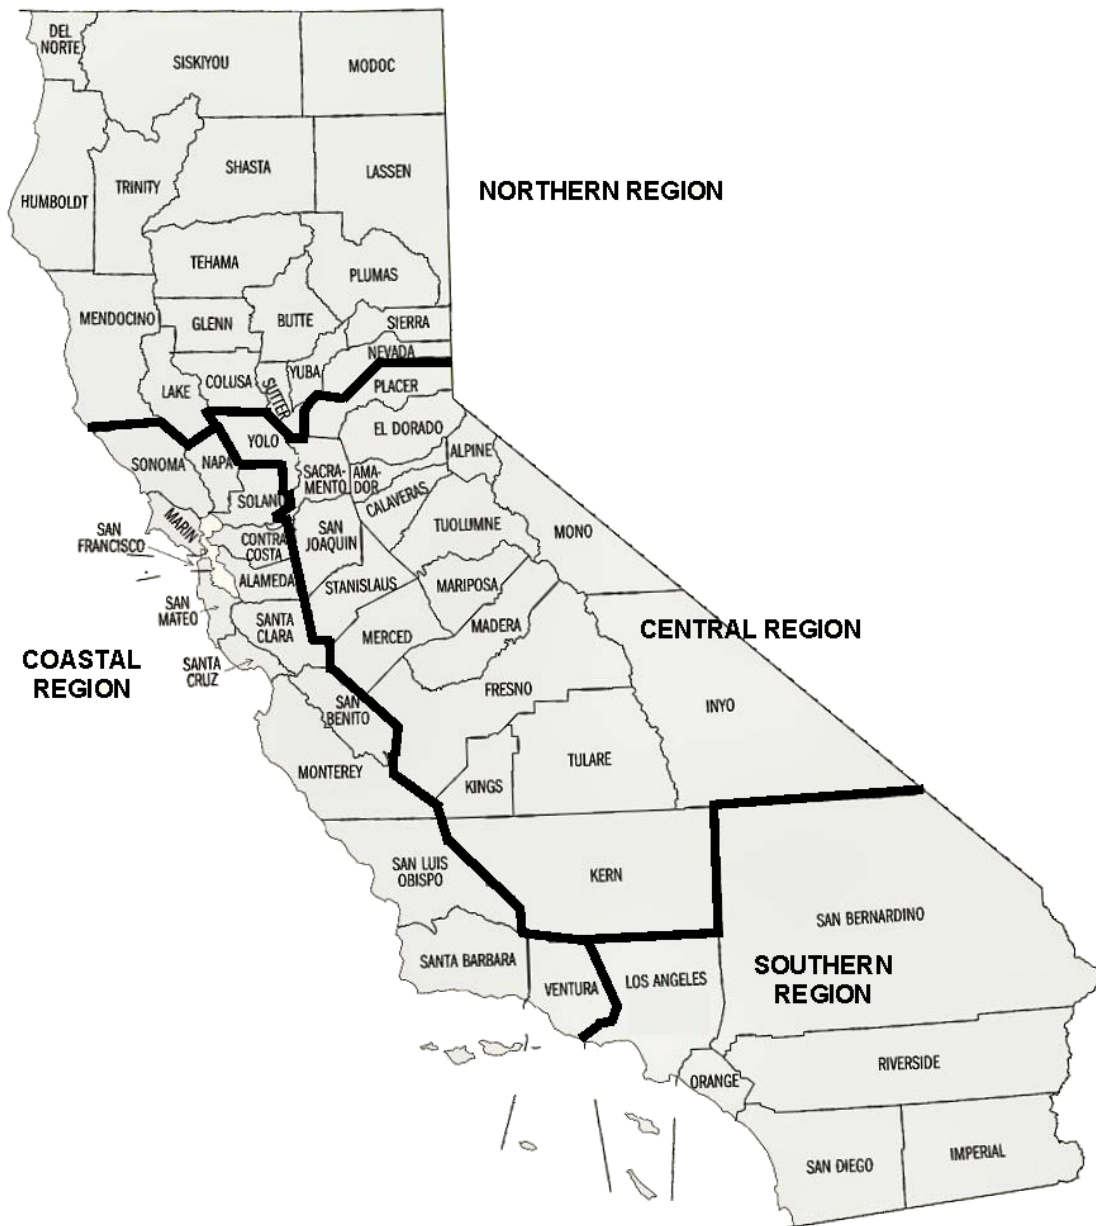 DEL
NORTE
SISKIYOU
MODOC
HUMBOLDT
TRINITY
SHASTA
LASSEN
NORTHERN REGION
TEHAMA
PLUMAS
MENDOCINO
GLENN
BUTTE
SIERRA
NEVADA
LAKE
COLUSA
SUTTER
YUBA
PLACER
SONOMA
NAPA
YOLO
EL DORADO
ALPINE
SACRA-
MENTO
AMA-
DOR
SOLANO
CALAVERAS
MARIN
SAN
FRANCISCO
CONTRA
COSTA
SAN
JOAQUIN
TUOLUMNE
MONO
ALAMEDA
STANISLAUS
MARIPOSA
SAN
MATEO
SANTA
CLARA
MERCED
MADERA
CENTRAL REGION
COASTAL
REGION
SANTA
CRUZ
SAN
BENITO
FRESNO
INYO
MONTEREY
KINGS
TULARE
SAN LUIS
OBISPO
KERN
SAN BERNARDINO
SANTA BARBARA
VENTURA
LOS ANGELES
SOUTHERN
REGION
ORANGE
RIVERSIDE
SAN DIEGO
IMPERIAL